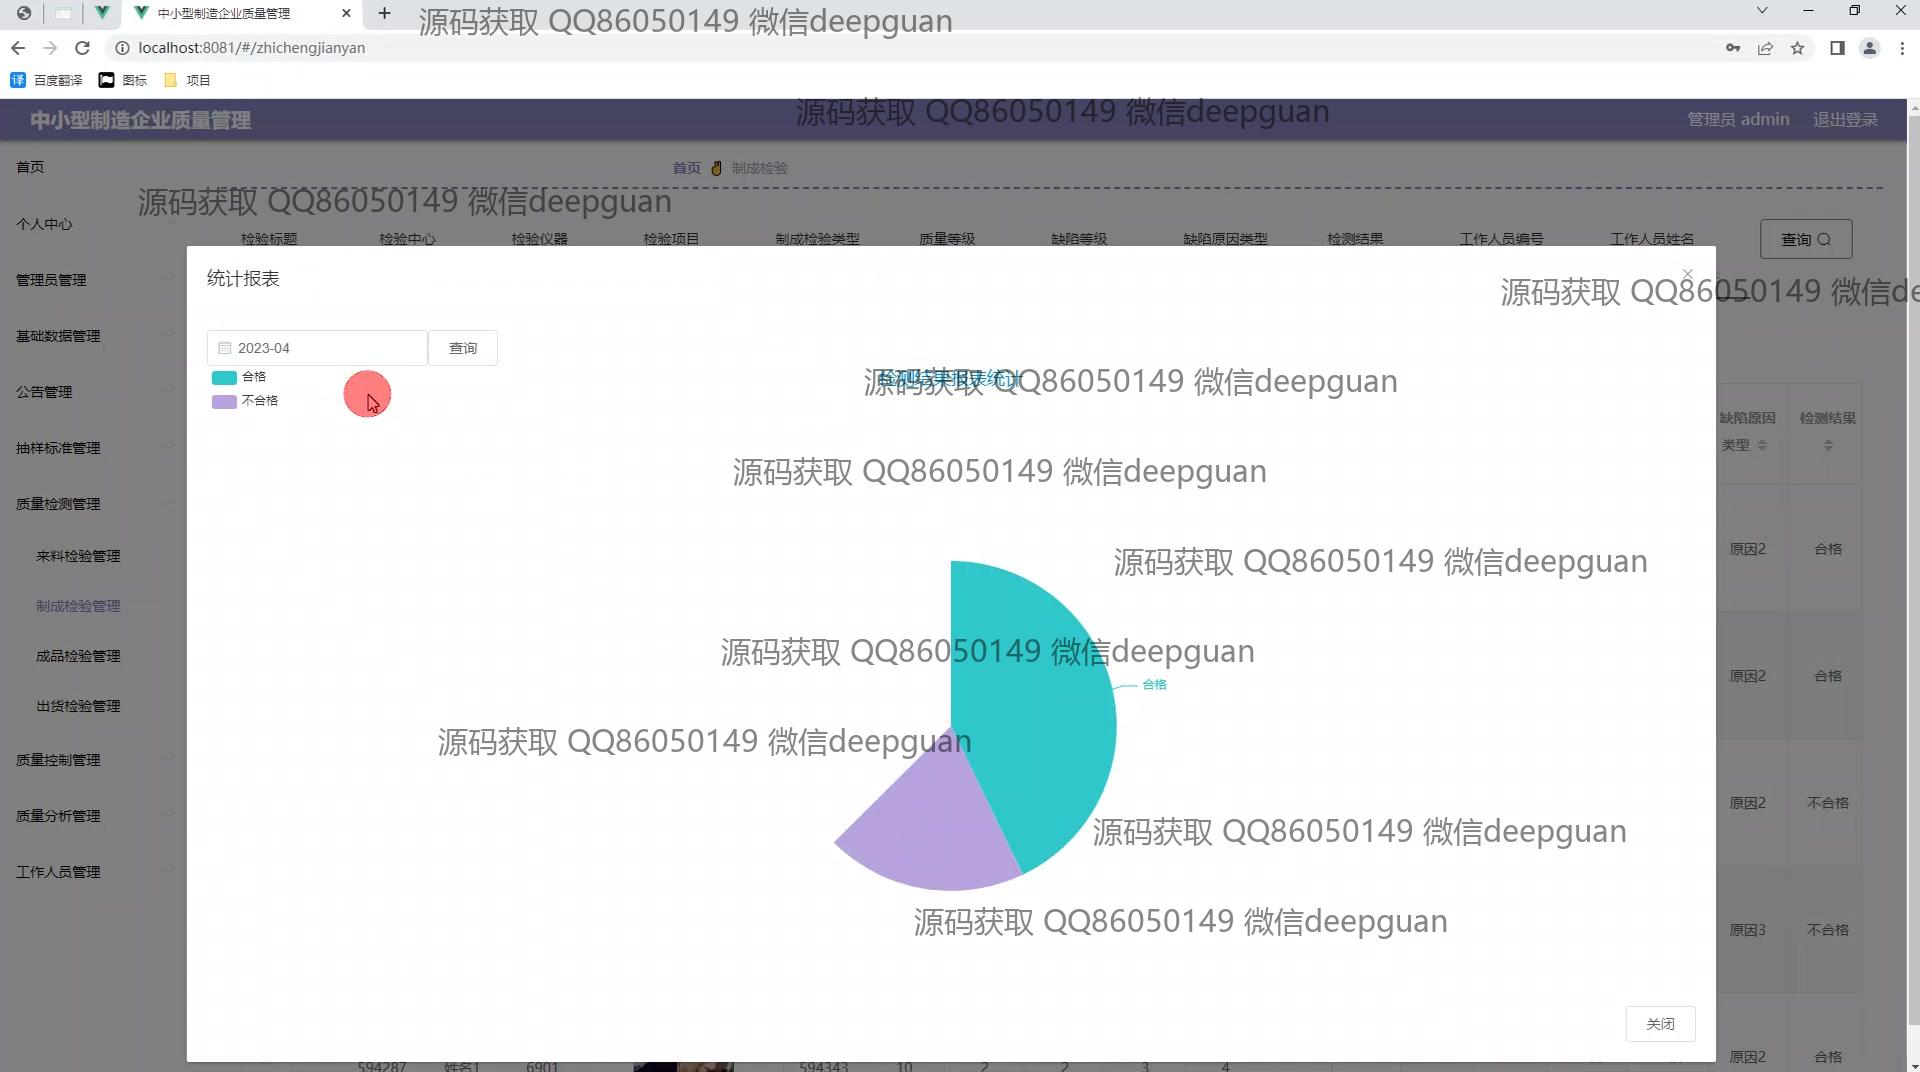 中小型制造企业质量管理
源码获取 QQ86050149 微信deepguan
localhost:8081/#/zhichengjianyan
百度翻译 图标 项目
中小型制造企业质量管理
源码获取 QQ86050149 微信deepguan
管理员 admin 退出登录
首页
首页 制成检验
源码获取 QQ86050149 微信deepguan
个人中心
检验标题 检验中心 检验仪器 检验项目 制成检验类型 质量等级 缺陷等级 缺陷原因类型 检测结果 工作人员编号 工作人员姓名 查询
管理员管理
基础数据管理
公告管理
抽样标准管理
质量检测管理
来料检验管理
制成检验管理
成品检验管理
出货检验管理
质量控制管理
质量分析管理
工作人员管理
统计报表
源码获取 QQ86050149 微信de
2023-04 查询
合格
不合格
检测结果报表统计
源码获取 QQ86050149 微信deepguan
源码获取 QQ86050149 微信deepguan
源码获取 QQ86050149 微信deepguan
源码获取 QQ86050149 微信deepguan
合格
源码获取 QQ86050149 微信deepguan
源码获取 QQ86050149 微信deepguan
源码获取 QQ86050149 微信deepguan
关闭
缺陷原因类型 检测结果
原因2 合格
原因2 合格
原因2 不合格
原因3 不合格
原因2 合格
594287 姓名1 6901 594343 10 2 2 3 4